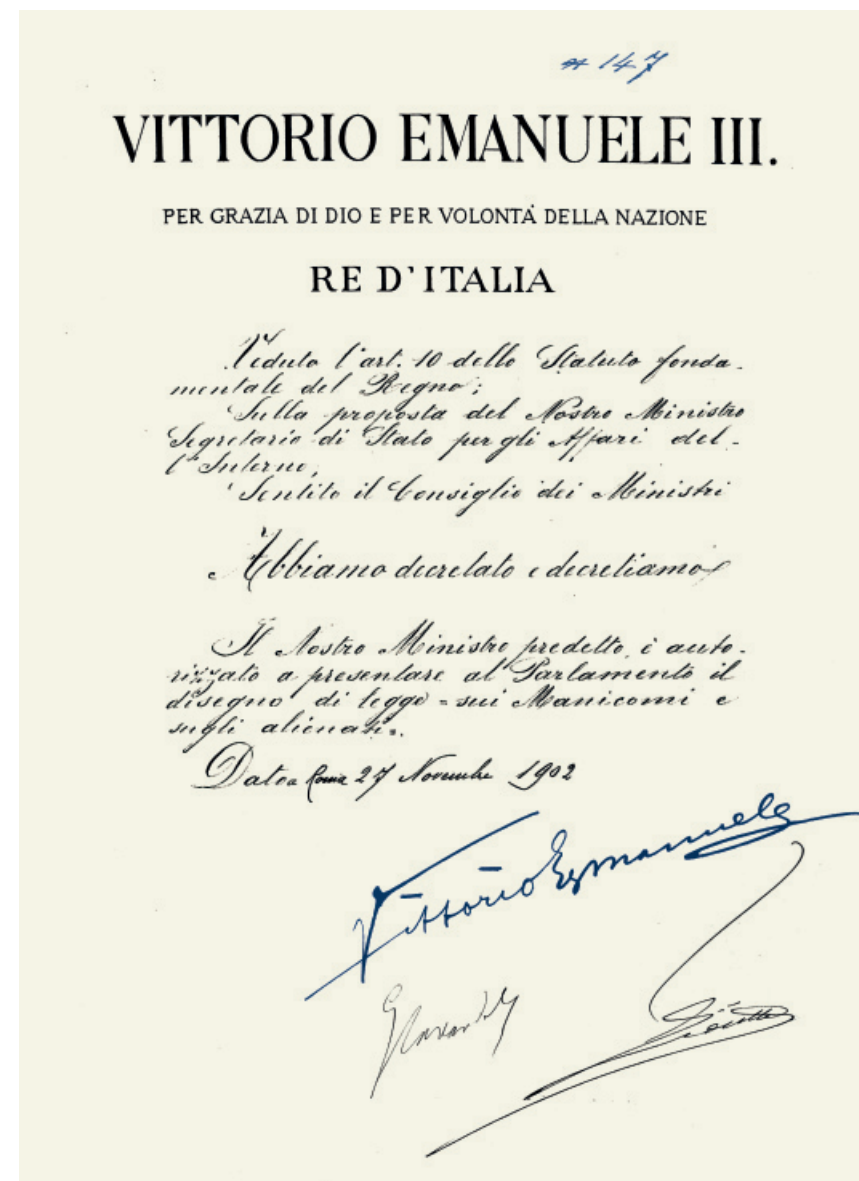 # 147
VITTORIO EMANUELE III.
PER GRAZIA DI DIO E PER VOLONTÀ DELLA NAZIONE
RE D'ITALIA
Veduto l'art. 10 dello Statuto fonda-
mentale del Regno;
Sulla proposta del Nostro Ministro
Segretario di Stato per gli Affari del-
l'Interno;
Sentito il Consiglio dei Ministri
Abbiamo decretato e decretiamo
Il Nostro Ministro predetto è auto-
rizzato a presentare al Parlamento il
disegno di legge = sui Manicomi e
sugli alienati =.
Dato a Roma 27 Novembre 1902
Vittorio Emanuele
Zanardelli
Giolitti